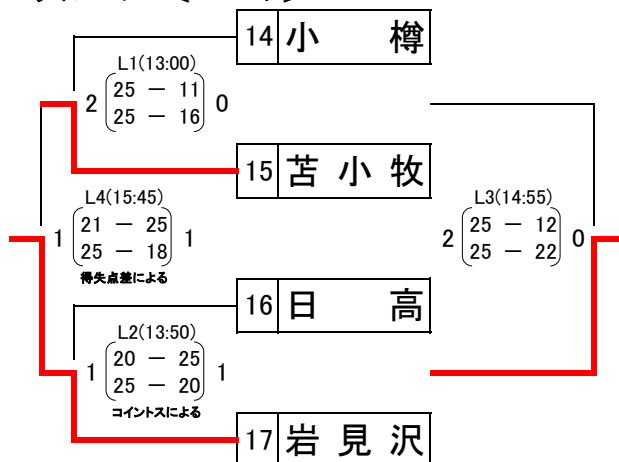 14 小 樽
L1(13:00)
2 25 － 11 0
25 － 16
15 苫 小 牧
L4(15:45)
1 21 － 25 1
25 － 18
得失点差による
L3(14:55)
2 25 － 12 0
25 － 22
16 日 高
L2(13:50)
1 20 － 25 1
25 － 20
コイントスによる
17 岩 見 沢